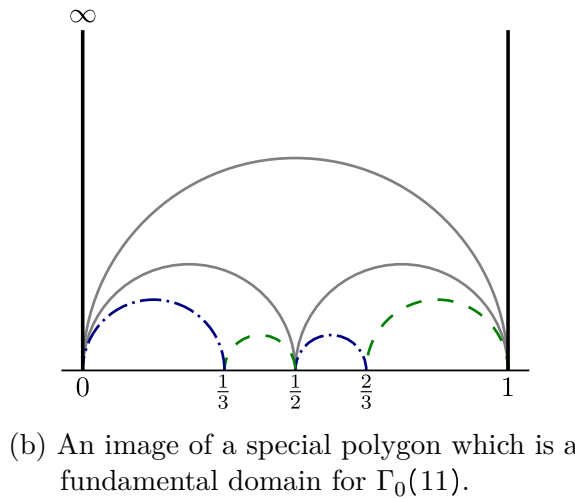 ∞
0 1/3 1/2 2/3 1
(b) An image of a special polygon which is a
fundamental domain for Γ₀(11).